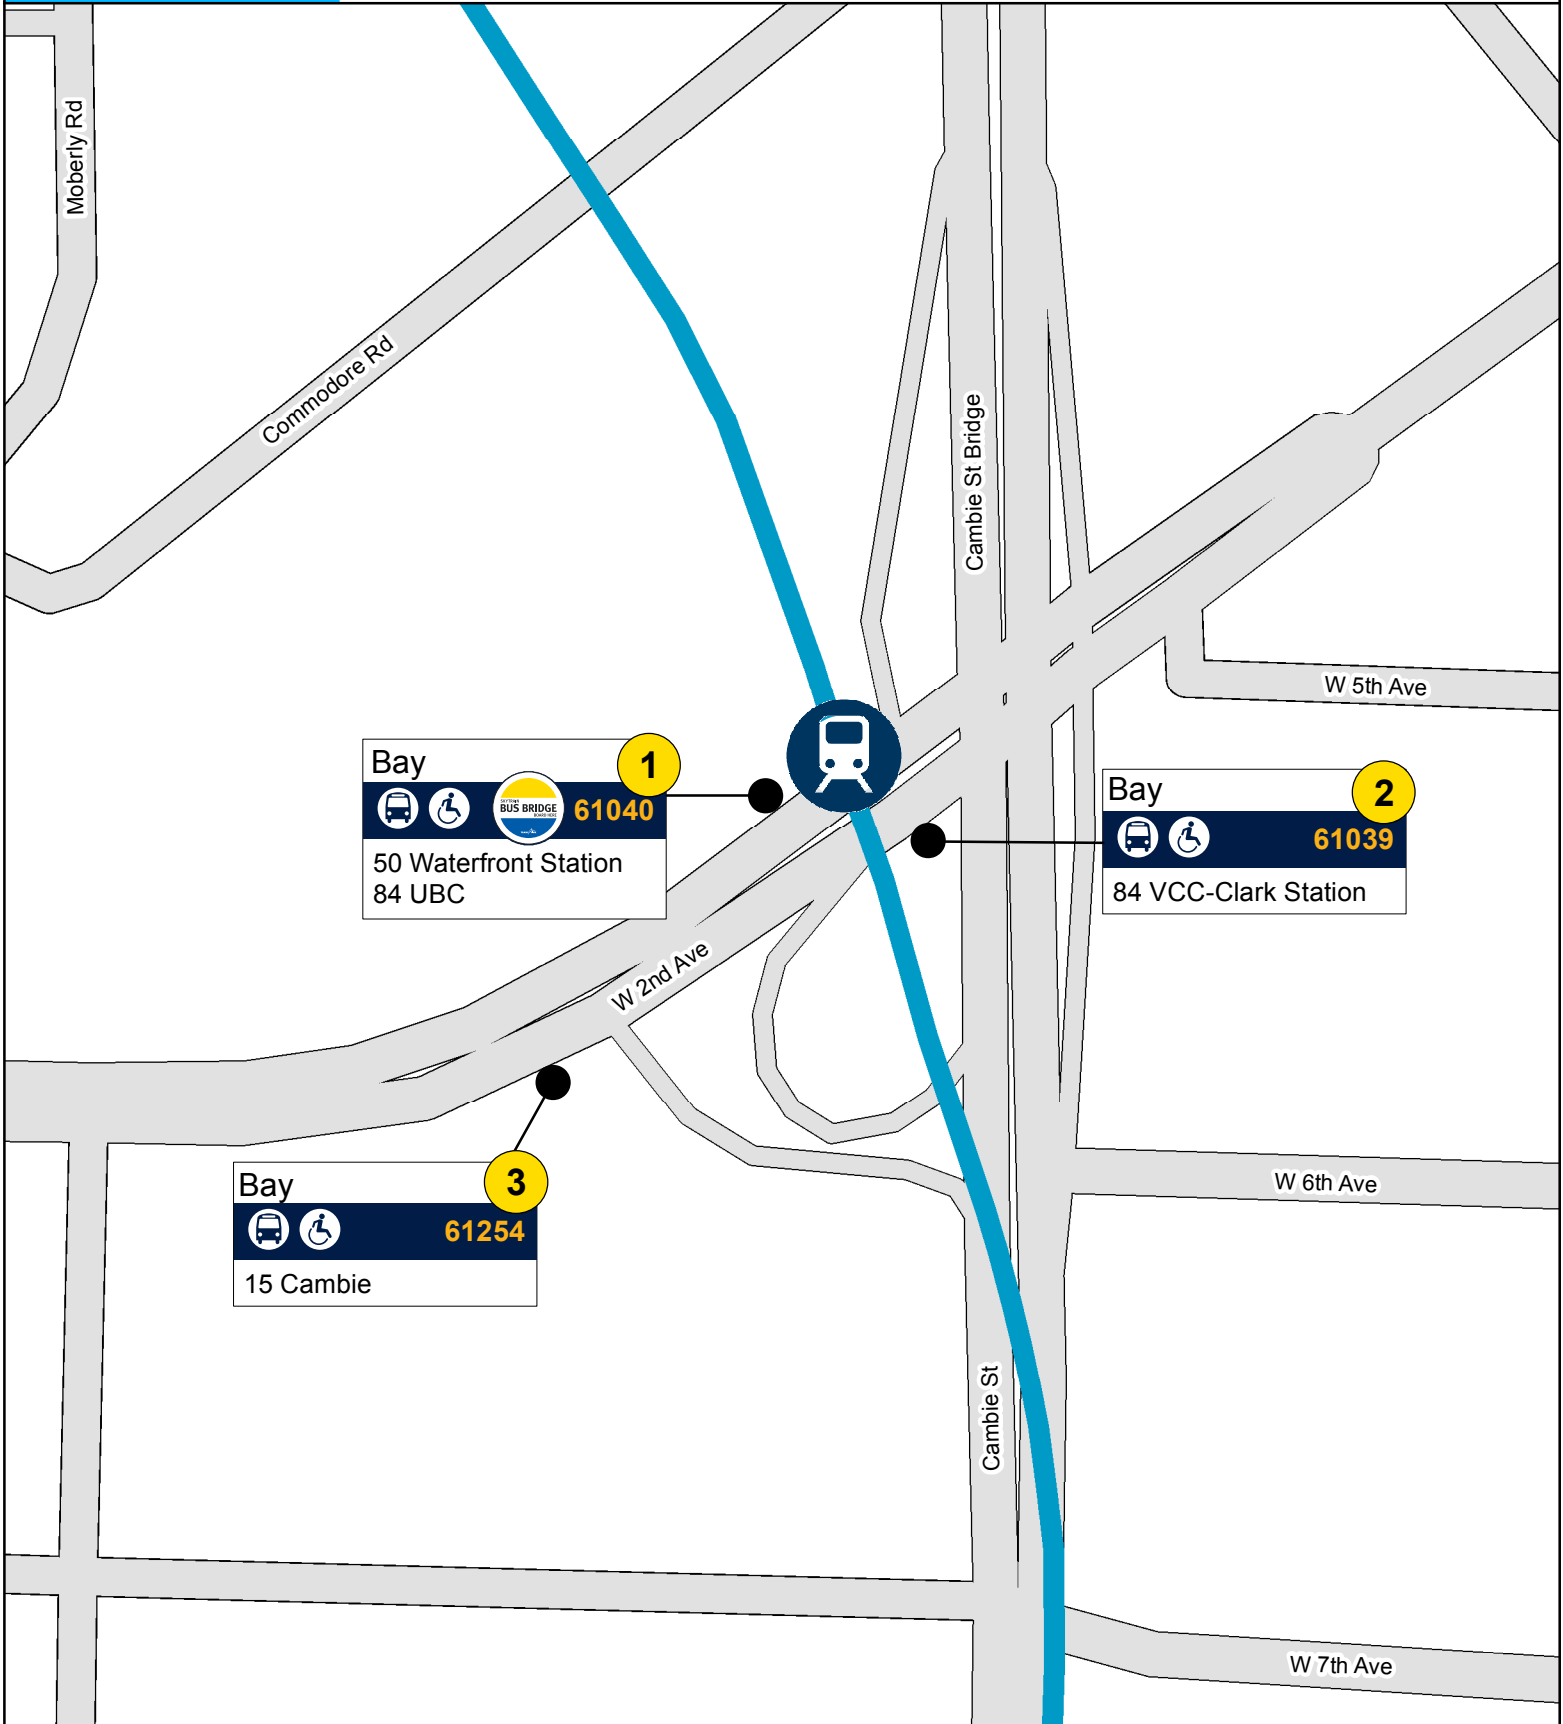 Moberly Rd
Commodore Rd
Cambie St Bridge
W 5th Ave
Bay
1
BUS BRIDGE
61040
50 Waterfront Station
84 UBC
Bay
2
61039
84 VCC-Clark Station
W 2nd Ave
Bay
3
61254
15 Cambie
W 6th Ave
Cambie St
W 7th Ave